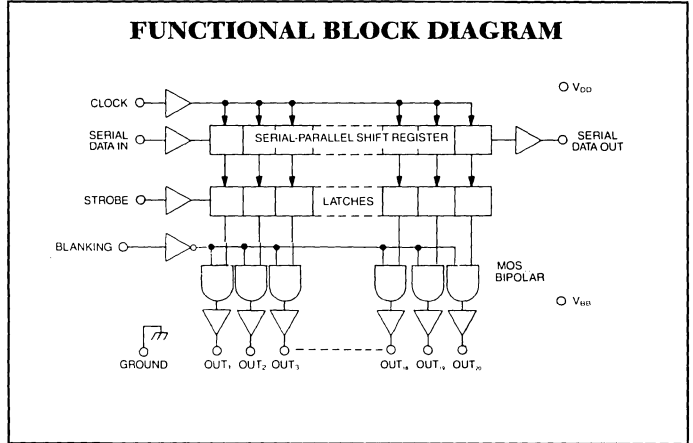 FUNCTIONAL BLOCK DIAGRAM
CLOCK
V_DD
SERIAL
DATA IN
SERIAL-PARALLEL SHIFT REGISTER
SERIAL
DATA OUT
STROBE
LATCHES
BLANKING
MOS
BIPOLAR
V_BB
GROUND
OUT₁ OUT₂ OUT₃ OUT₁₈ OUT₁₉ OUT₂₀